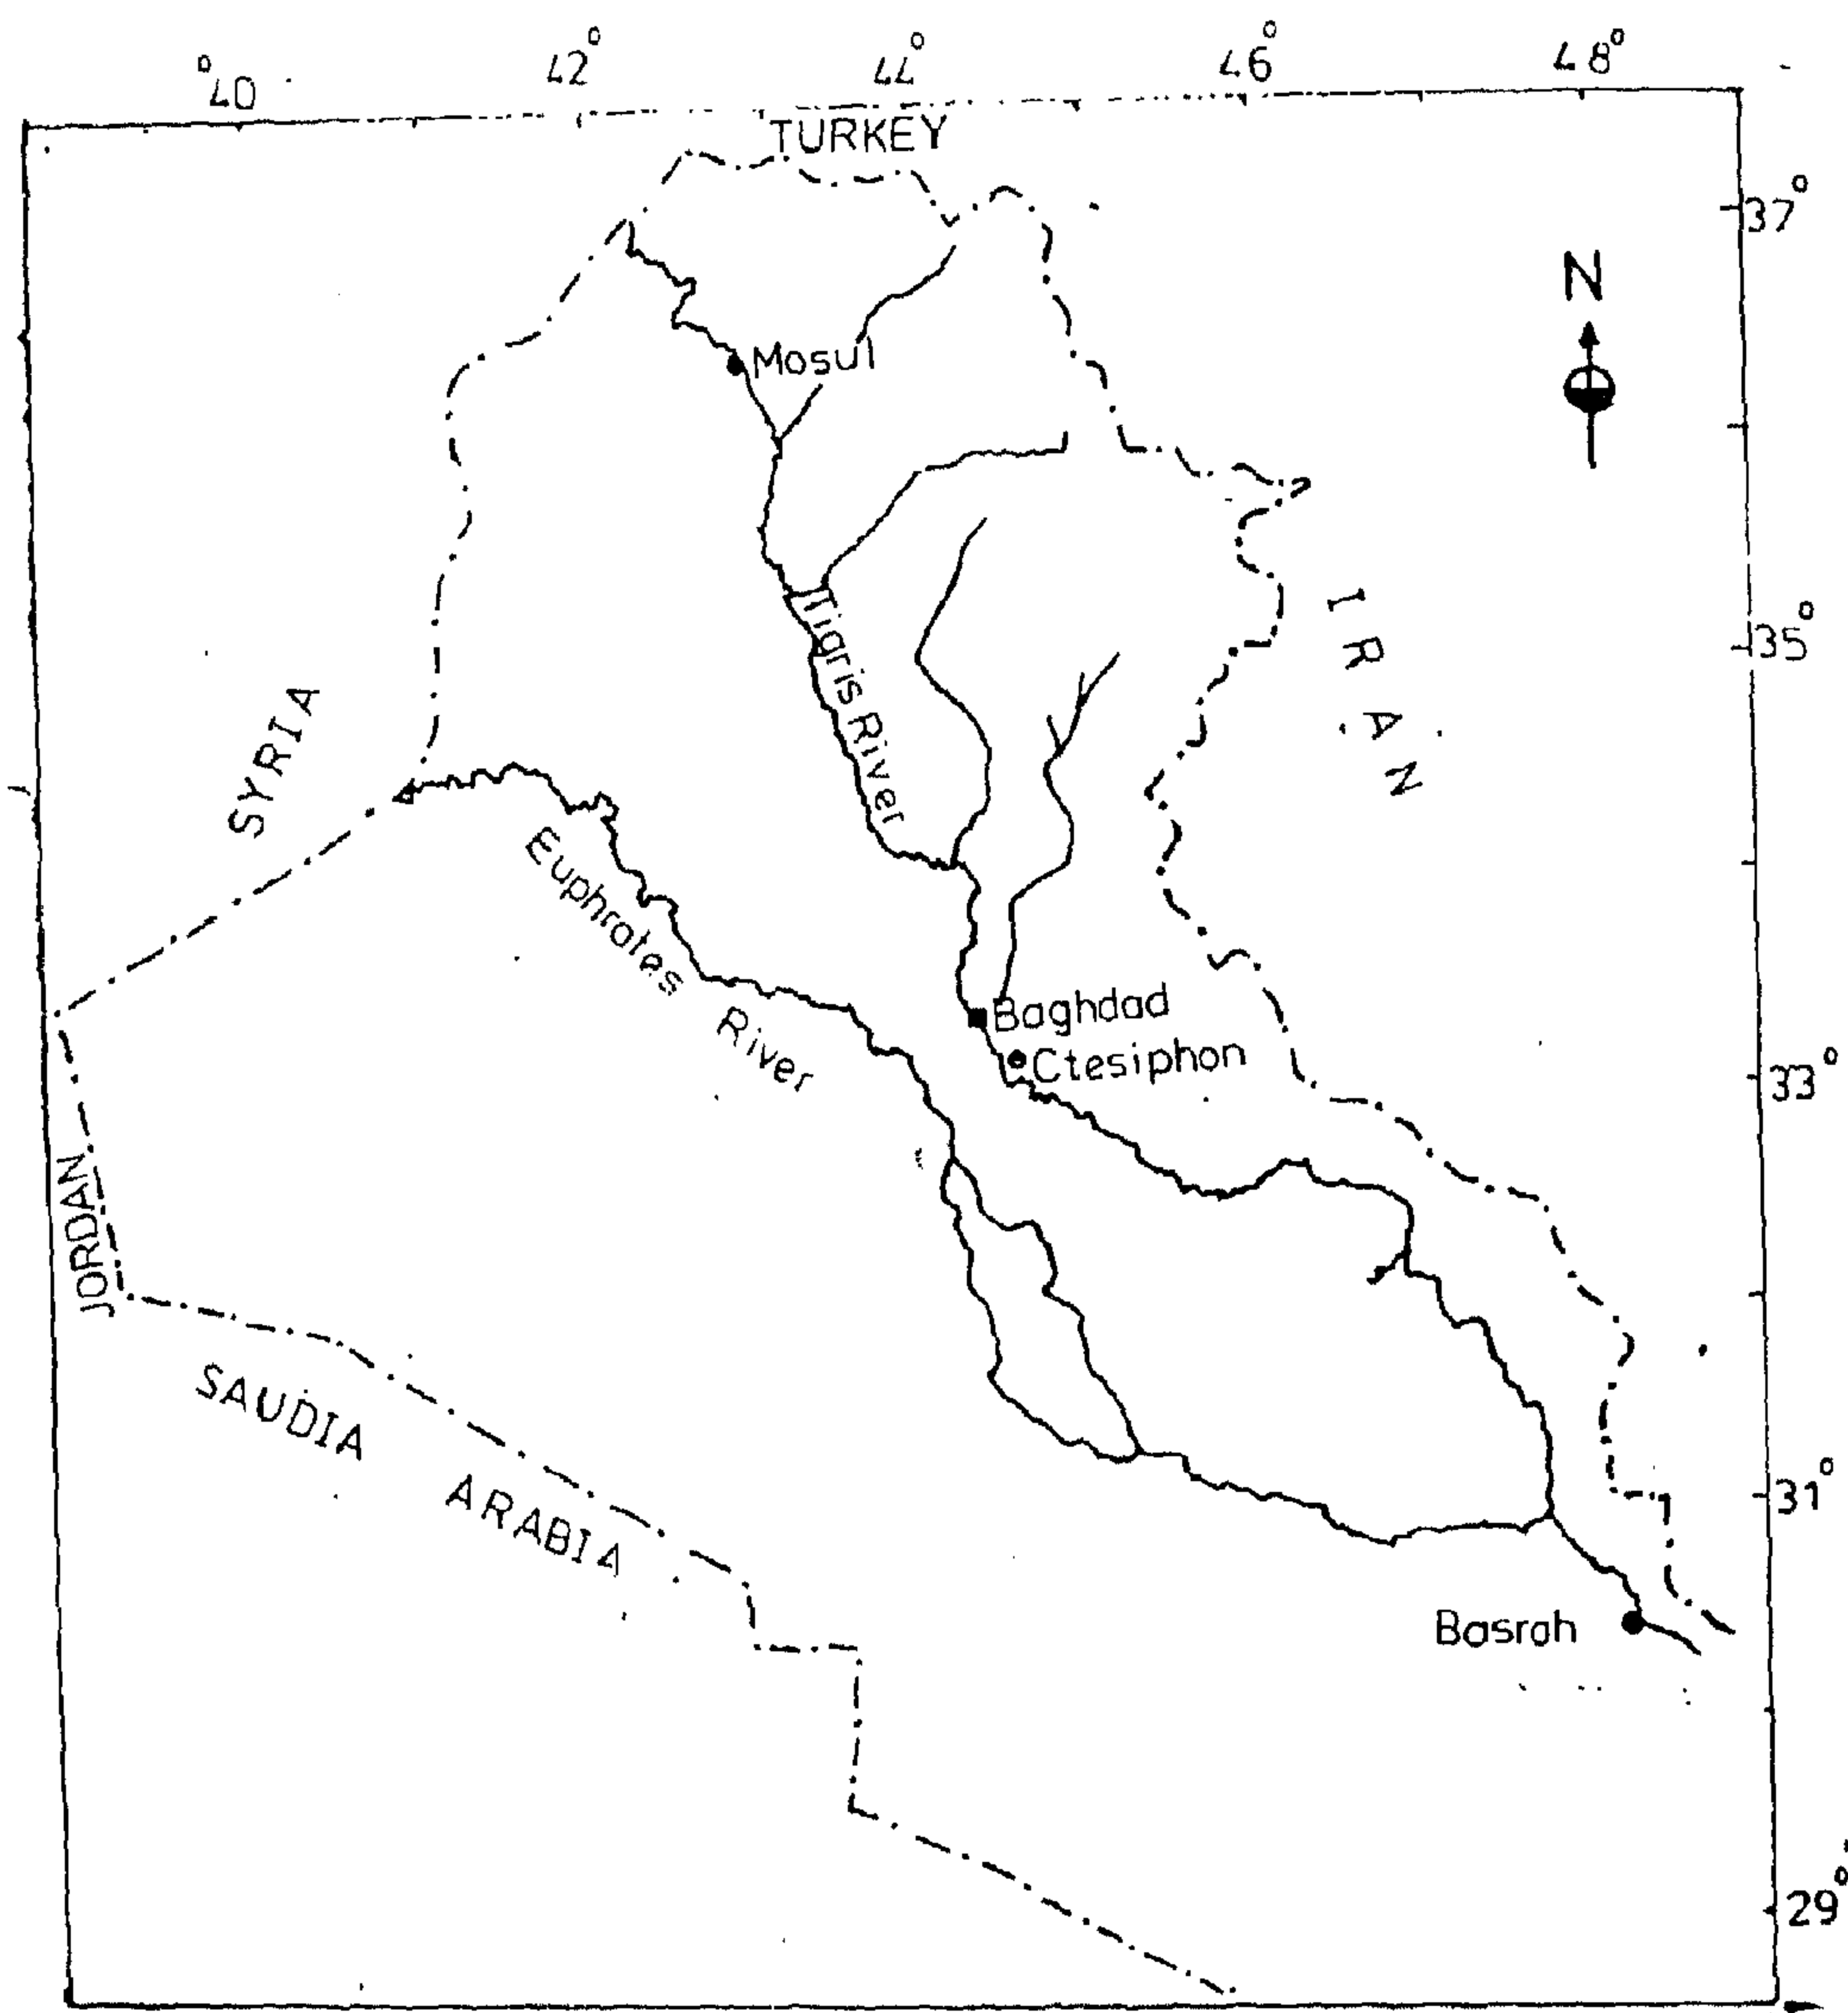 °40
42°
44°
46°
48°
TURKEY
37°
N
Mosul
IRAN
35°
Tigris River
SYRIA
Euphrates
River
Baghdad
Ctesiphon
33°
JORDAN
SAUDIA
ARABIA
31°
Basrah
29°